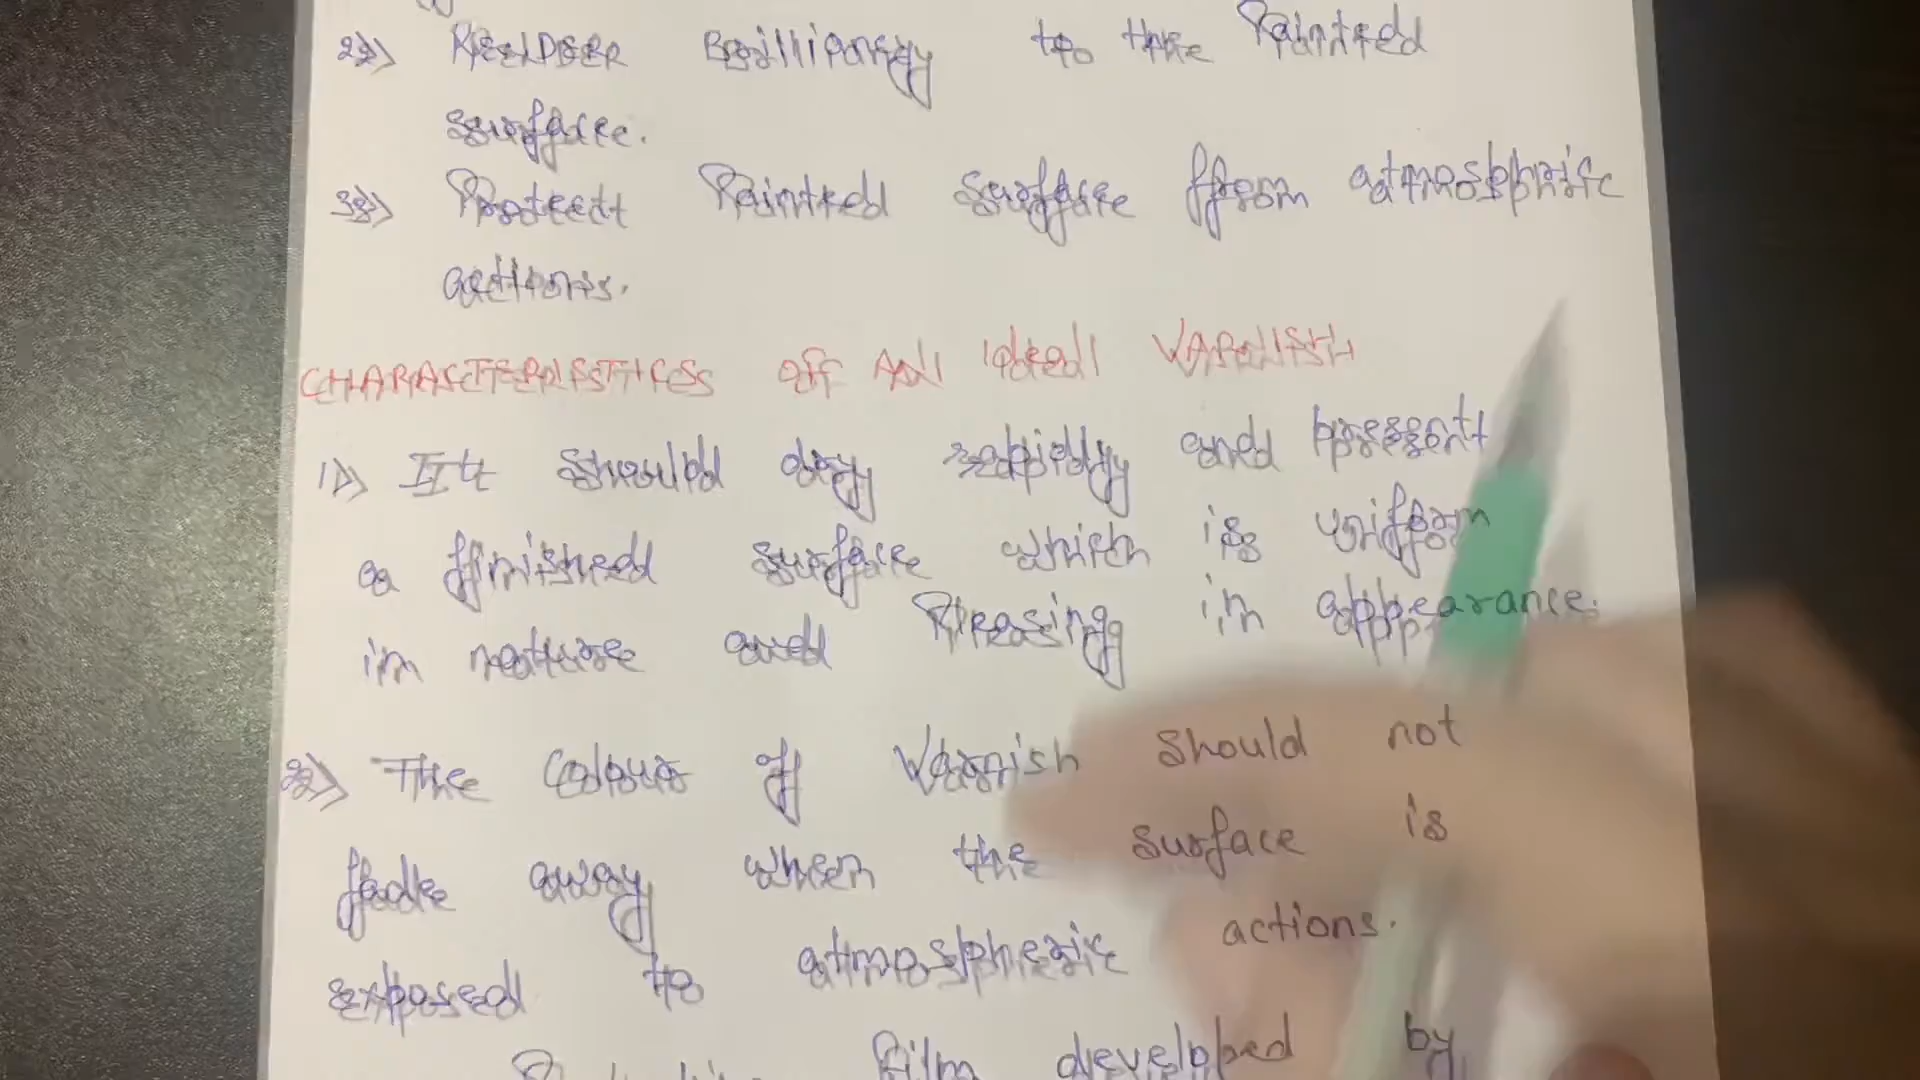 2) RENDER Brilliancy to the Painted
surface.
3) Protect Painted surface from atmosphric
actions.
CHARACTERISTICS OF AN Ideal VARNISH
1) It should dry rapidly and present
a finished surface which is uniform
in nature and Pleasing in appearance.
2) The Colour of Varnish should not
fade away when the surface is
exposed to atmospheric actions.
film developed by